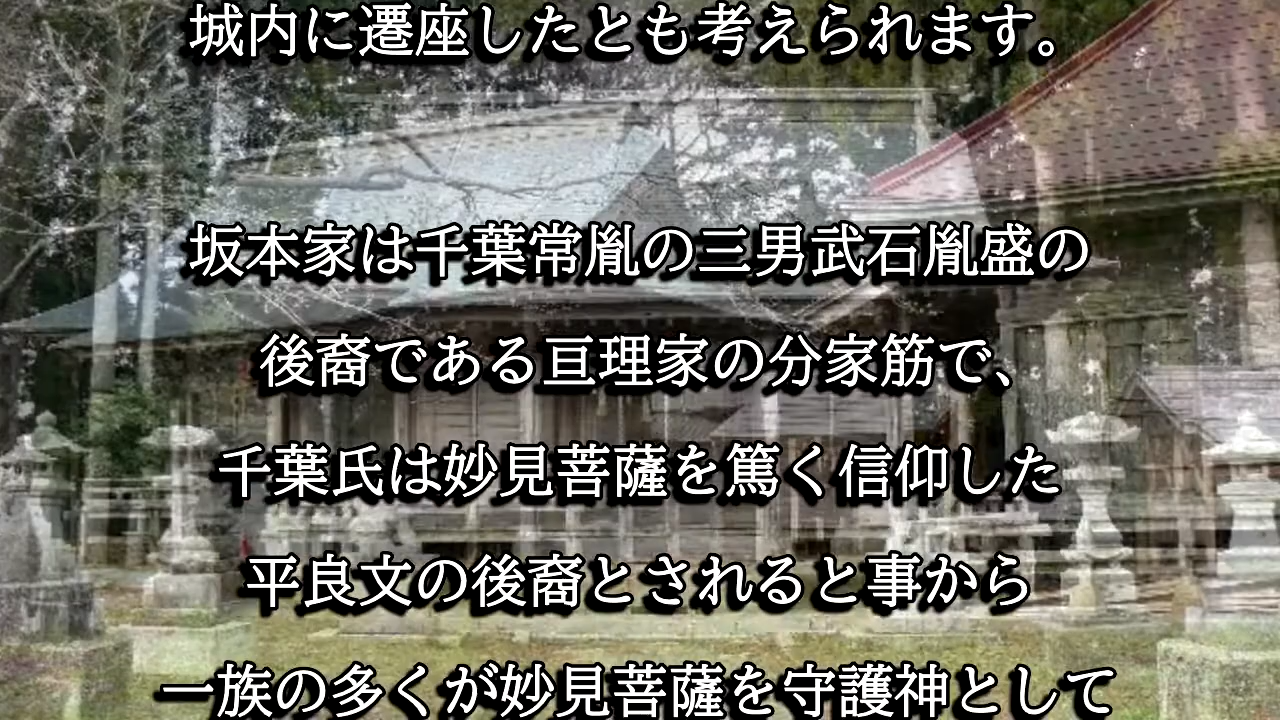 城内に遷座したとも考えられます。
坂本家は千葉常胤の三男武石胤盛の
後裔である亘理家の分家筋で、
千葉氏は妙見菩薩を篤く信仰した
平良文の後裔とされると事から
一族の多くが妙見菩薩を守護神として